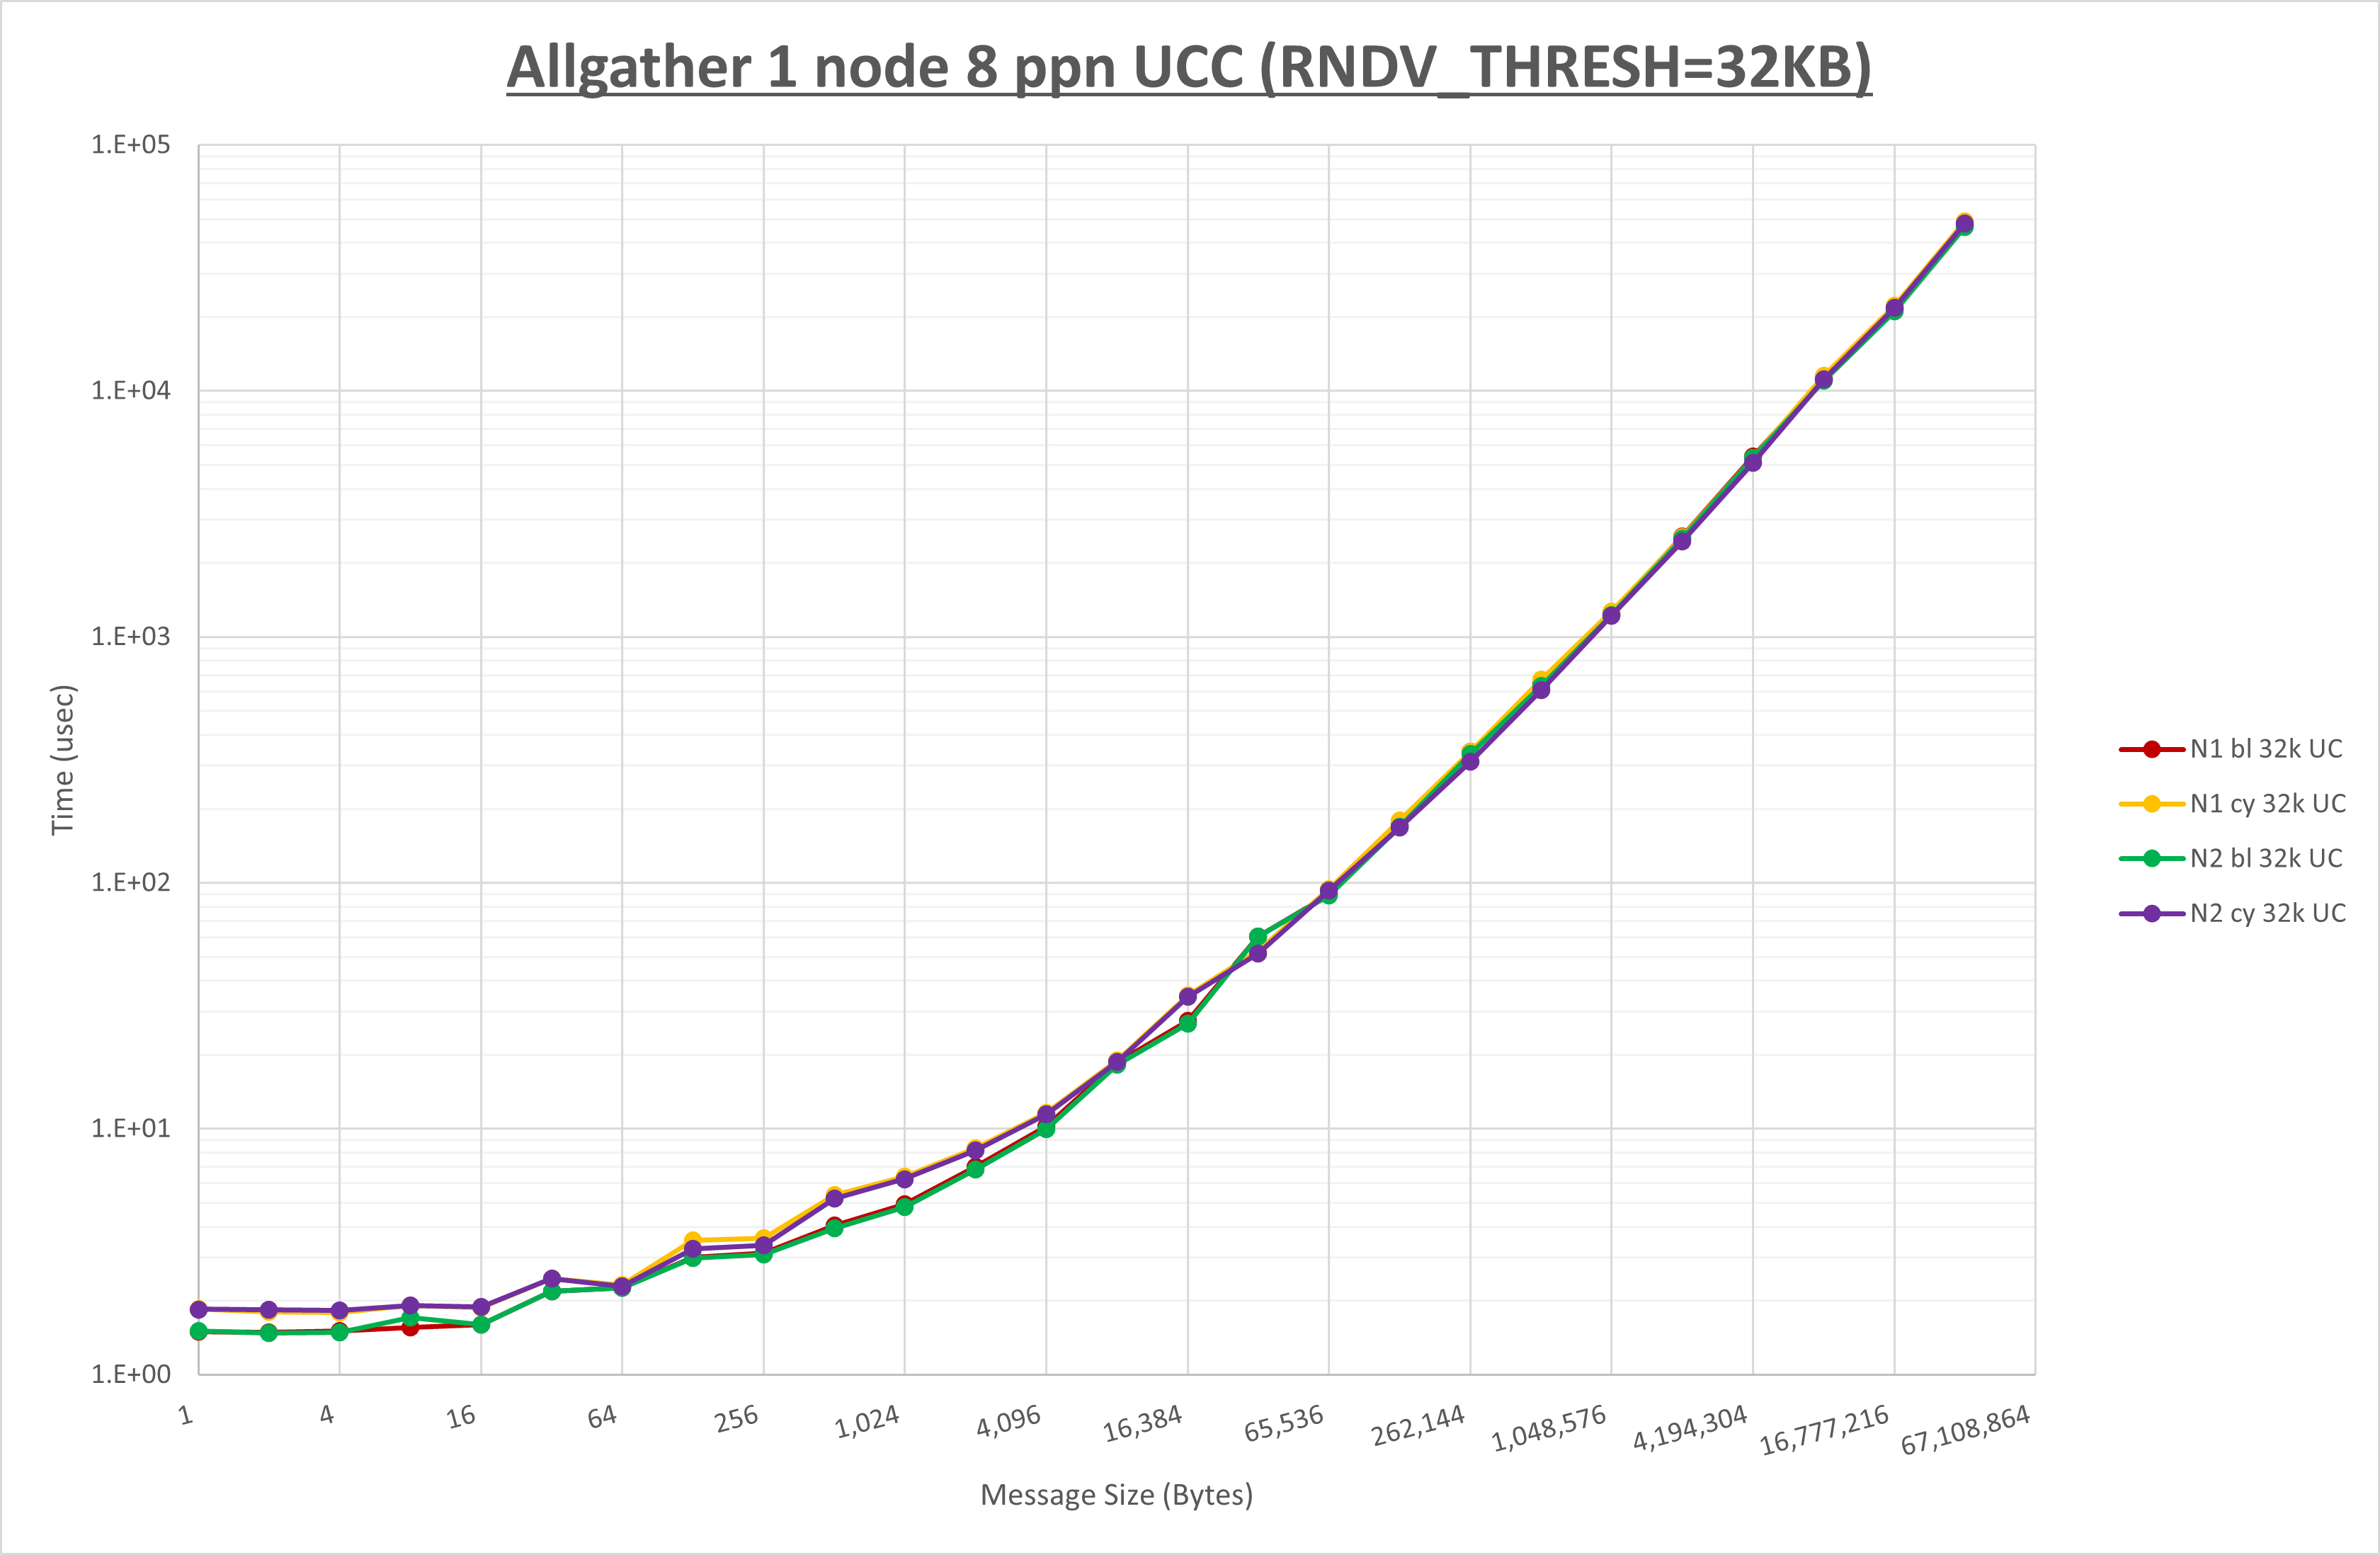 Allgather 1 node 8 ppn UCC (RNDV_THRESH=32KB)
1.E+05
1.E+04
1.E+03
1.E+02
1.E+01
1.E+00
Time (usec)
1
4
16
64
256
1,024
4,096
16,384
65,536
262,144
1,048,576
4,194,304
16,777,216
67,108,864
Message Size (Bytes)
N1 bl 32k UC
N1 cy 32k UC
N2 bl 32k UC
N2 cy 32k UC